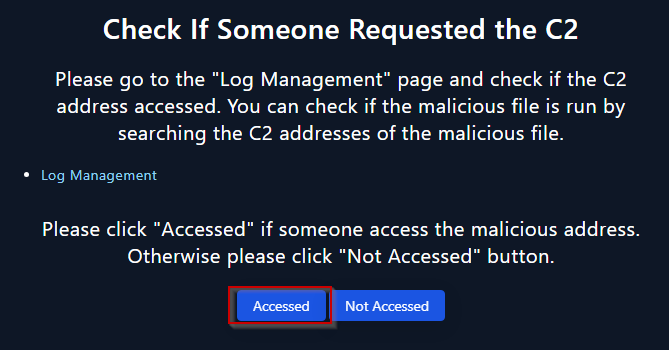 Check If Someone Requested the C2
Please go to the "Log Management" page and check if the C2
address accessed. You can check if the malicious file is run by
searching the C2 addresses of the malicious file.
Log Management
Please click "Accessed" if someone access the malicious address.
Otherwise please click "Not Accessed" button.
Accessed Not Accessed